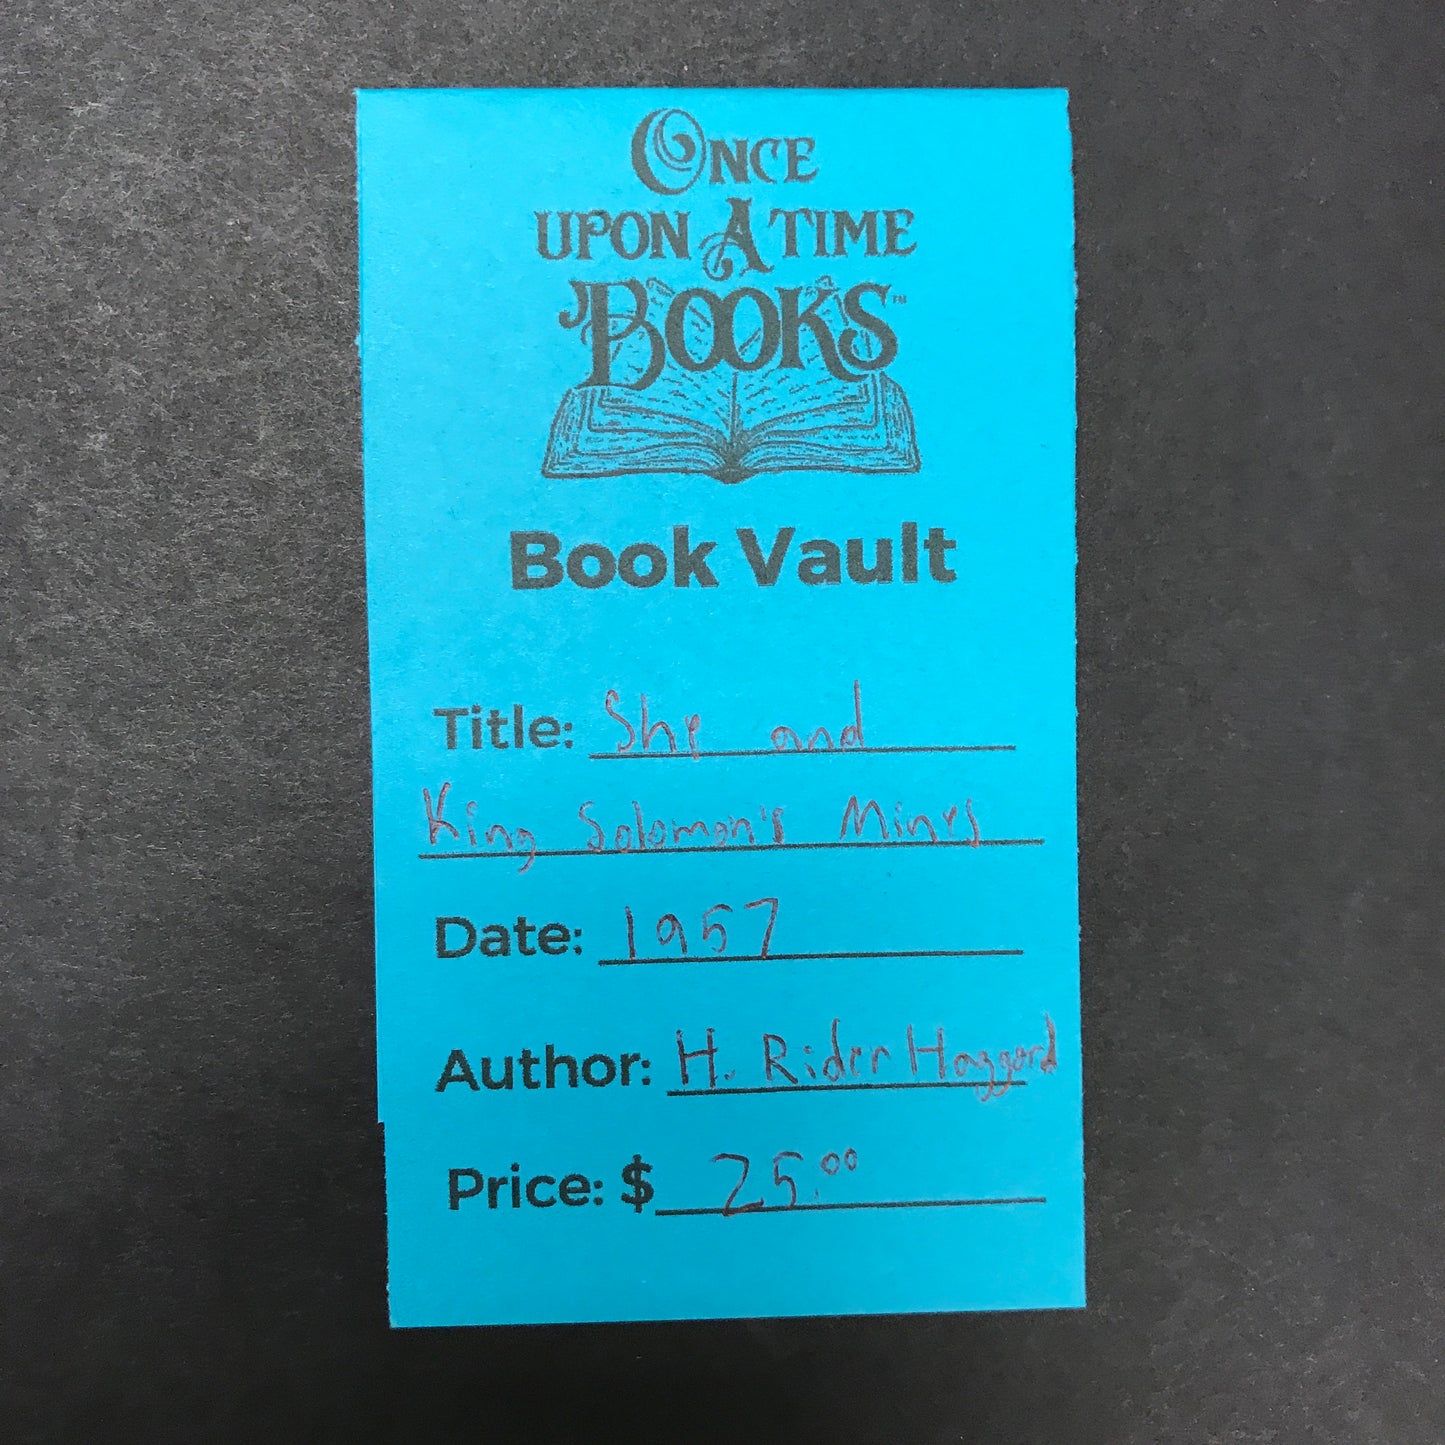 ONCE
UPON A TIME
BOOKS™
Book Vault
Title: She and
King Solomon's Mines
Date: 1957
Author: H. Rider Haggard
Price: $ 25.00